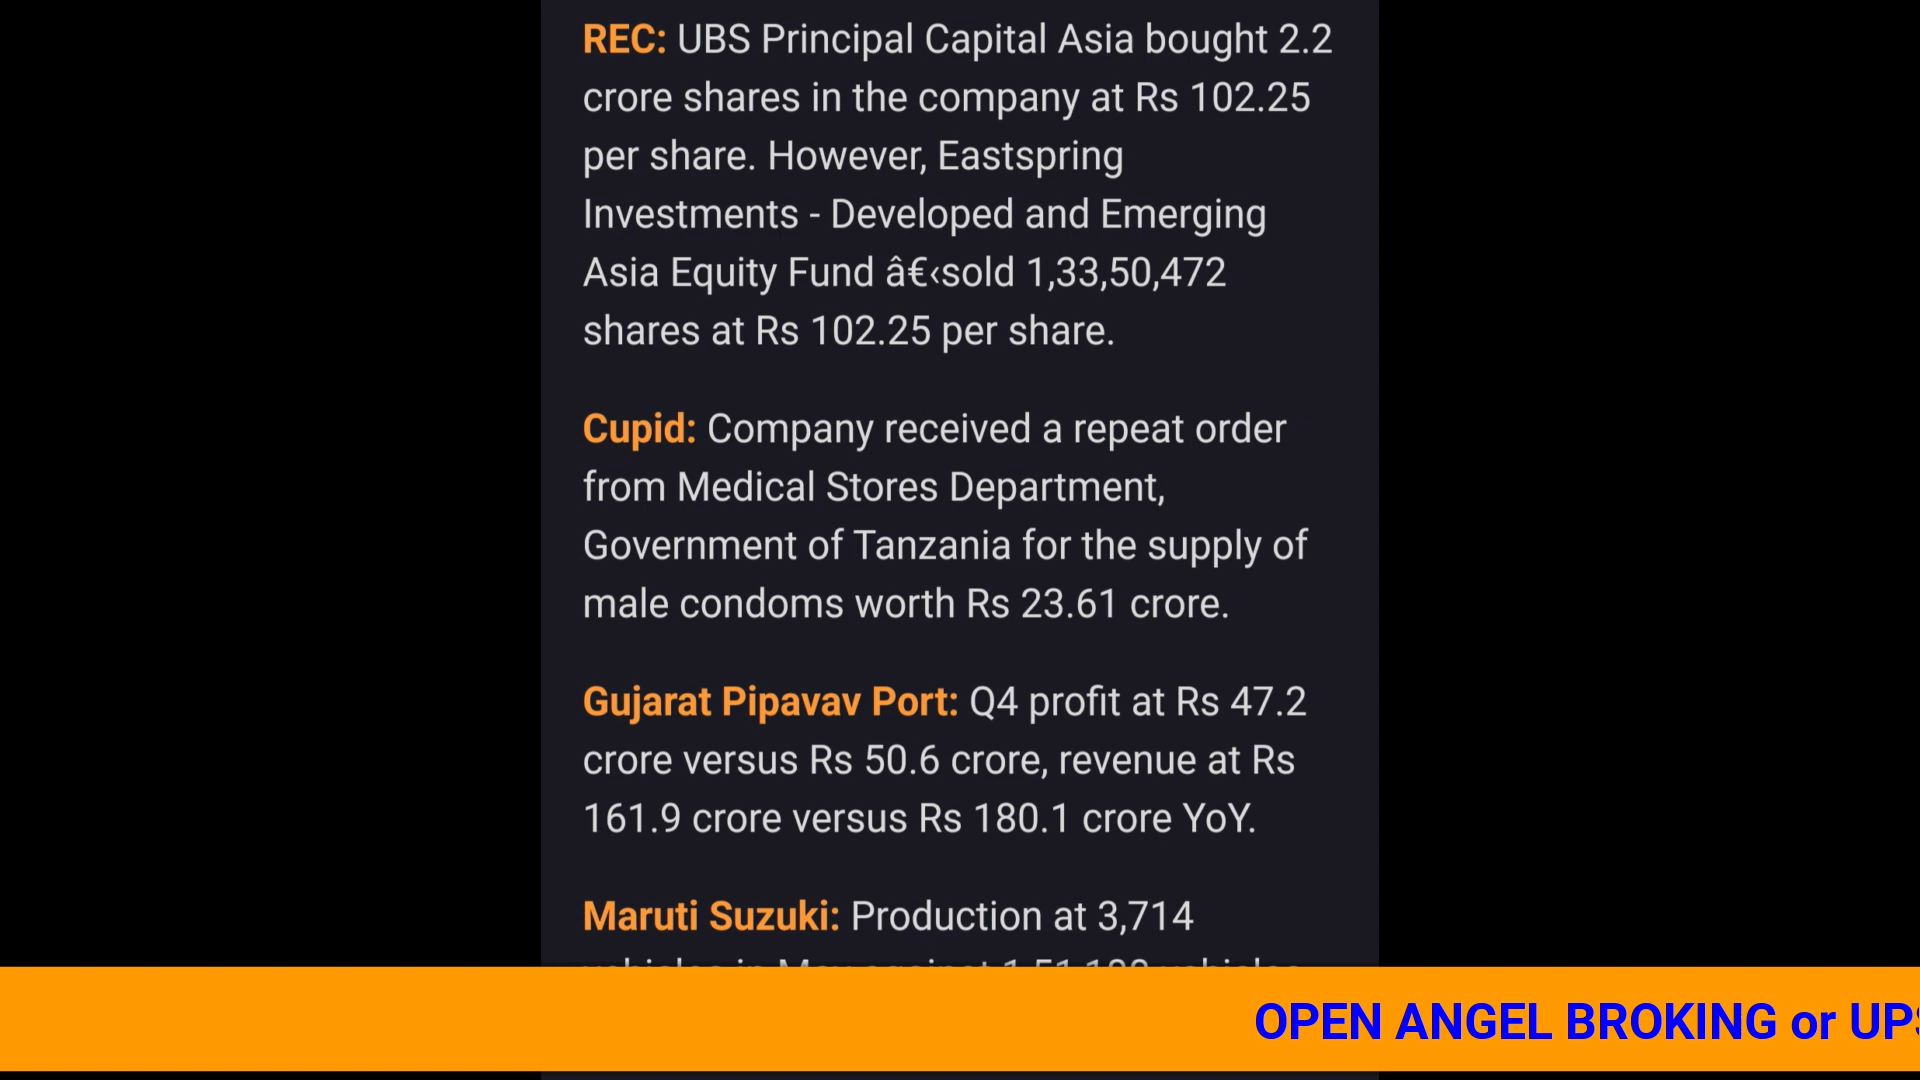 REC: UBS Principal Capital Asia bought 2.2
crore shares in the company at Rs 102.25
per share. However, Eastspring
Investments - Developed and Emerging
Asia Equity Fund â€‹sold 1,33,50,472
shares at Rs 102.25 per share.
Cupid: Company received a repeat order
from Medical Stores Department,
Government of Tanzania for the supply of
male condoms worth Rs 23.61 crore.
Gujarat Pipavav Port: Q4 profit at Rs 47.2
crore versus Rs 50.6 crore, revenue at Rs
161.9 crore versus Rs 180.1 crore YoY.
Maruti Suzuki: Production at 3,714
OPEN ANGEL BROKING or UP